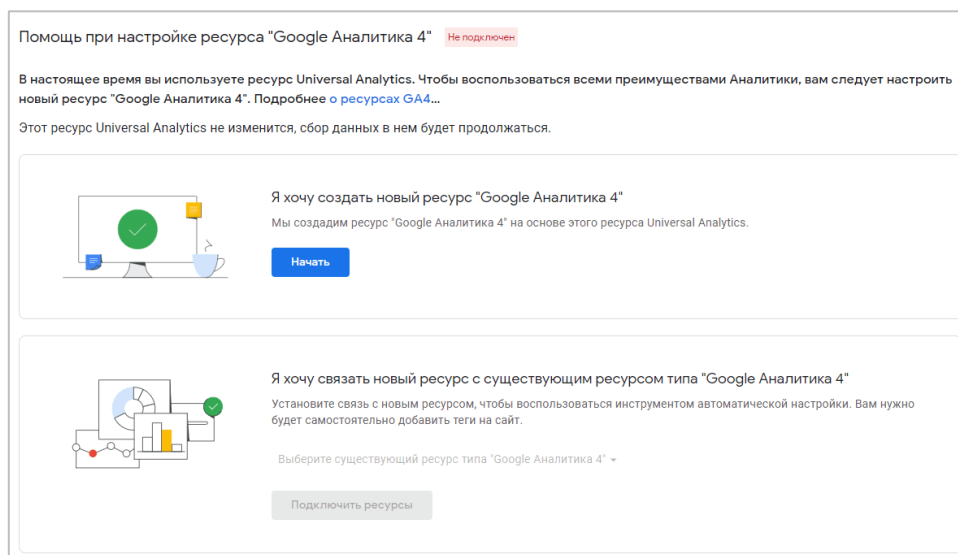 Помощь при настройке ресурса "Google Аналитика 4" Не подключен
В настоящее время вы используете ресурс Universal Analytics. Чтобы воспользоваться всеми преимуществами Аналитики, вам следует настроить
новый ресурс "Google Аналитика 4". Подробнее о ресурсах GA4...
Этот ресурс Universal Analytics не изменится, сбор данных в нем будет продолжаться.
Я хочу создать новый ресурс "Google Аналитика 4"
Мы создадим ресурс "Google Аналитика 4" на основе этого ресурса Universal Analytics.
Начать
Я хочу связать новый ресурс с существующим ресурсом типа "Google Аналитика 4"
Установите связь с новым ресурсом, чтобы воспользоваться инструментом автоматической настройки. Вам нужно
будет самостоятельно добавить теги на сайт.
Выберите существующий ресурс типа "Google Аналитика 4"
Подключить ресурсы